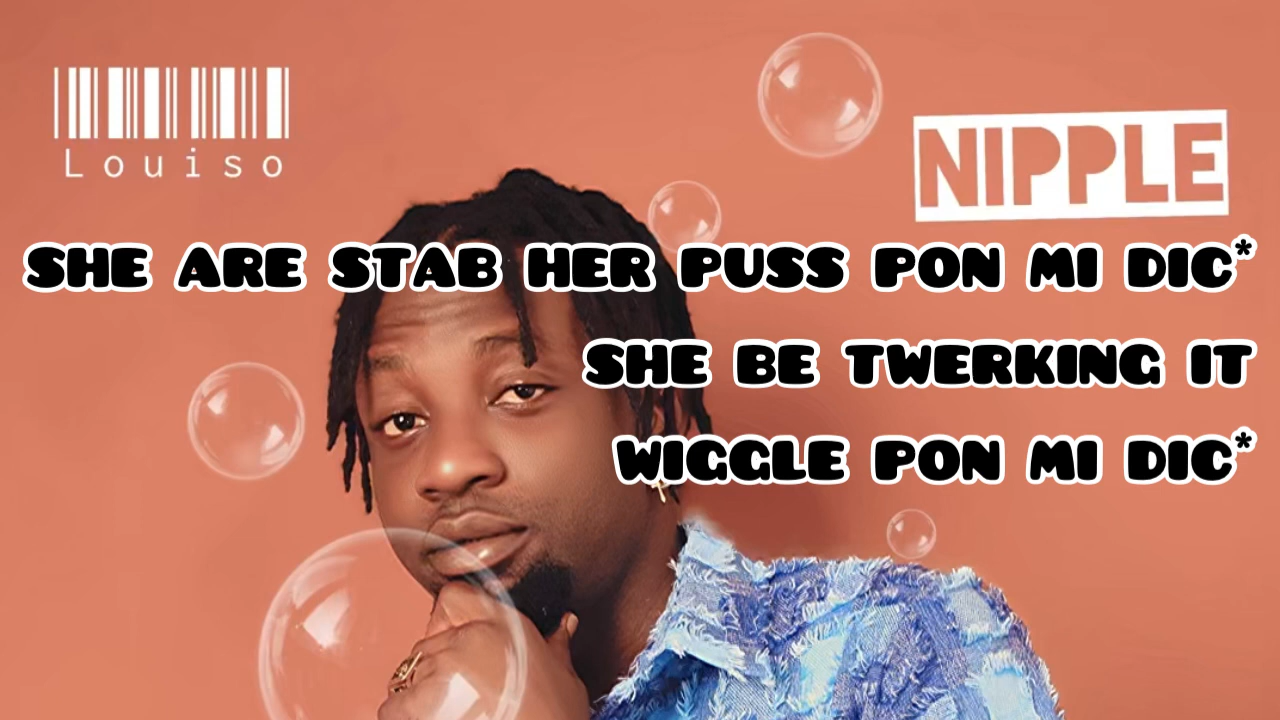 Louiso
NIPPLE
SHE ARE STAB HER PUSS PON MI DIC*
SHE BE TWERKING IT
WIGGLE PON MI DIC*